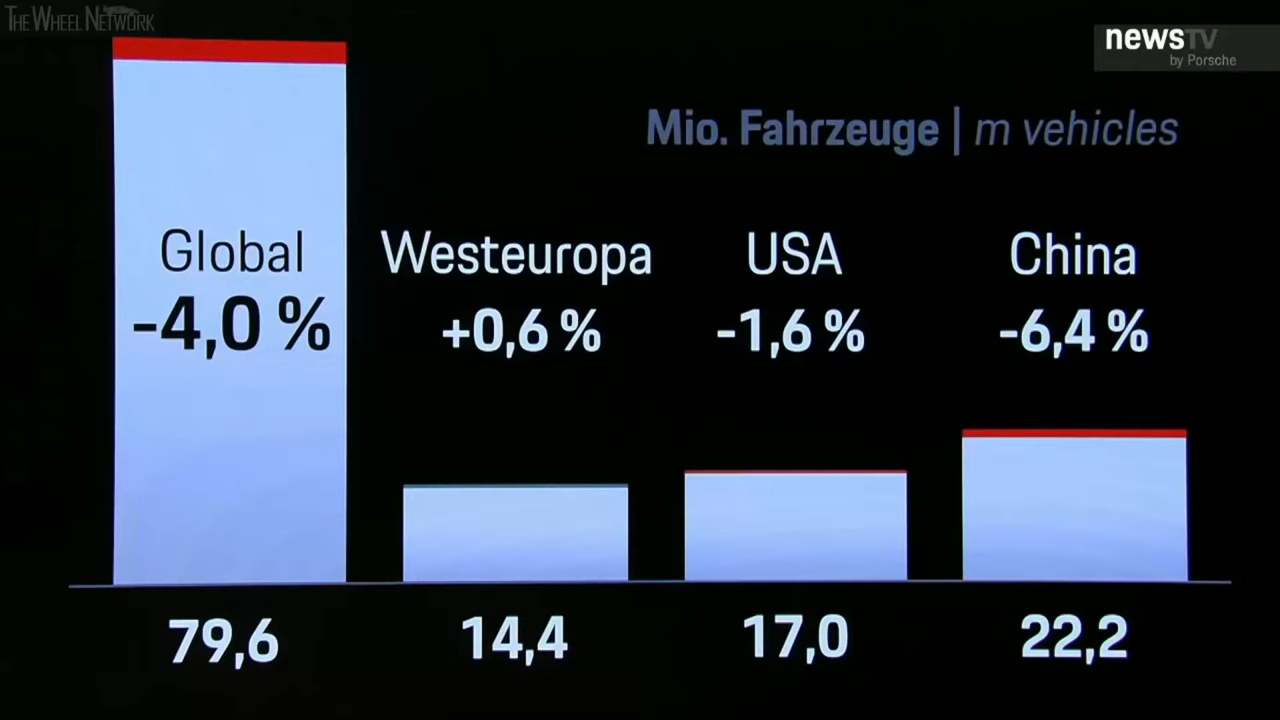 The Wheel Network
newsTV
by Porsche
Mio. Fahrzeuge | m vehicles
Global
-4,0 %
Westeuropa
+0,6 %
USA
-1,6 %
China
-6,4 %
79,6
14,4
17,0
22,2